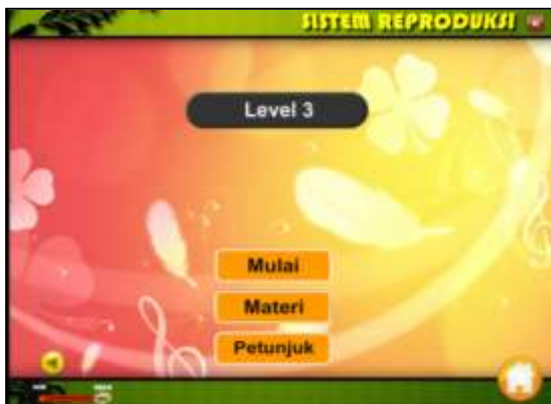 SISTEM REPRODUKSI
Level 3
Mulai
Materi
Petunjuk